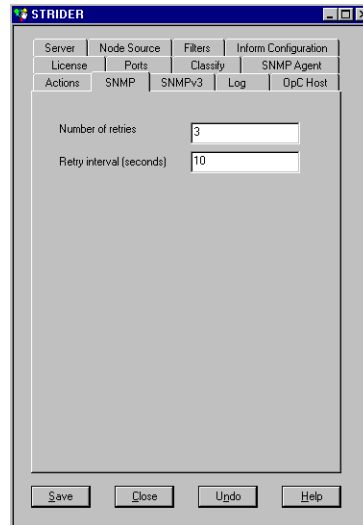 STRIDER
Server Node Source Filters Inform Configuration
License Ports Classify SNMP Agent
Actions SNMP SNMPv3 Log OpC Host
Number of retries 3
Retry interval (seconds) 10
Save Close Undo Help